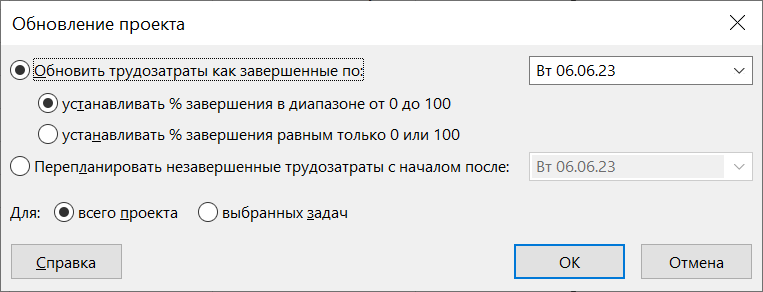 Обновление проекта
Обновить трудозатраты как завершенные по: Вт 06.06.23
устанавливать % завершения в диапазоне от 0 до 100
устанавливать % завершения равным только 0 или 100
Перепланировать незавершенные трудозатраты с началом после: Вт 06.06.23
Для: всего проекта выбранных задач
Справка ОК Отмена